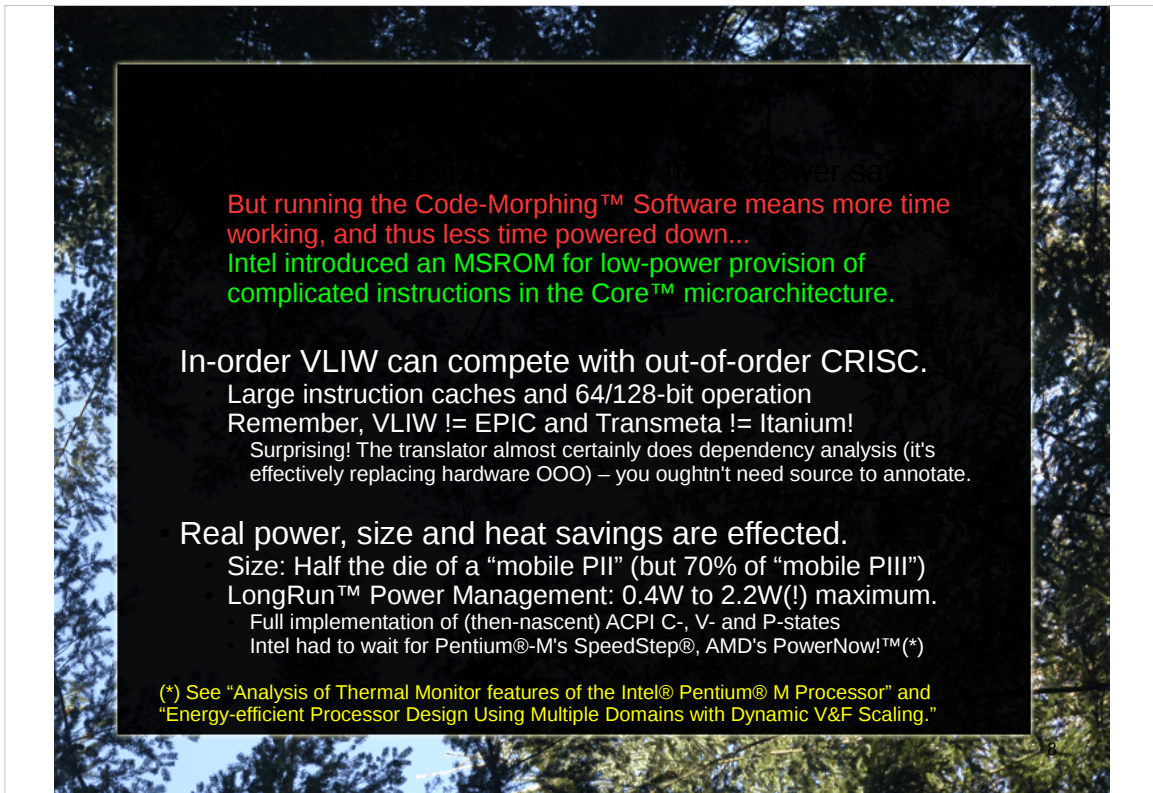 power sa
But running the Code-Morphing™ Software means more time
working, and thus less time powered down...
Intel introduced an MSROM for low-power provision of
complicated instructions in the Core™ microarchitecture.
• In-order VLIW can compete with out-of-order CRISC.
• Large instruction caches and 64/128-bit operation
Remember, VLIW != EPIC and Transmeta != Itanium!
Surprising! The translator almost certainly does dependency analysis (it's
effectively replacing hardware OOO) – you oughtn't need source to annotate.
• Real power, size and heat savings are effected.
• Size: Half the die of a “mobile PII” (but 70% of “mobile PIII”)
• LongRun™ Power Management: 0.4W to 2.2W(!) maximum.
• Full implementation of (then-nascent) ACPI C-, V- and P-states
• Intel had to wait for Pentium®-M's SpeedStep®, AMD's PowerNow!™(*)
(*) See “Analysis of Thermal Monitor features of the Intel® Pentium® M Processor” and
“Energy-efficient Processor Design Using Multiple Domains with Dynamic V&F Scaling.”
8